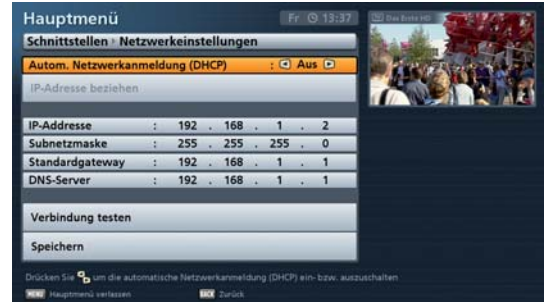 Hauptmenü
Fr 13:37
Das Erste HD
Schnittstellen Netzwerkeinstellungen
Autom. Netzwerkanmeldung (DHCP) : Aus
IP-Adresse beziehen
IP-Addresse : 192 . 168 . 1 . 2
Subnetzmaske : 255 . 255 . 255 . 0
Standardgateway : 192 . 168 . 1 . 1
DNS-Server : 192 . 168 . 1 . 1
Verbindung testen
Speichern
Drücken Sie um die automatische Netzwerkanmeldung (DHCP) ein- bzw. auszuschalten
MENU Hauptmenü verlassen
BACK Zurück